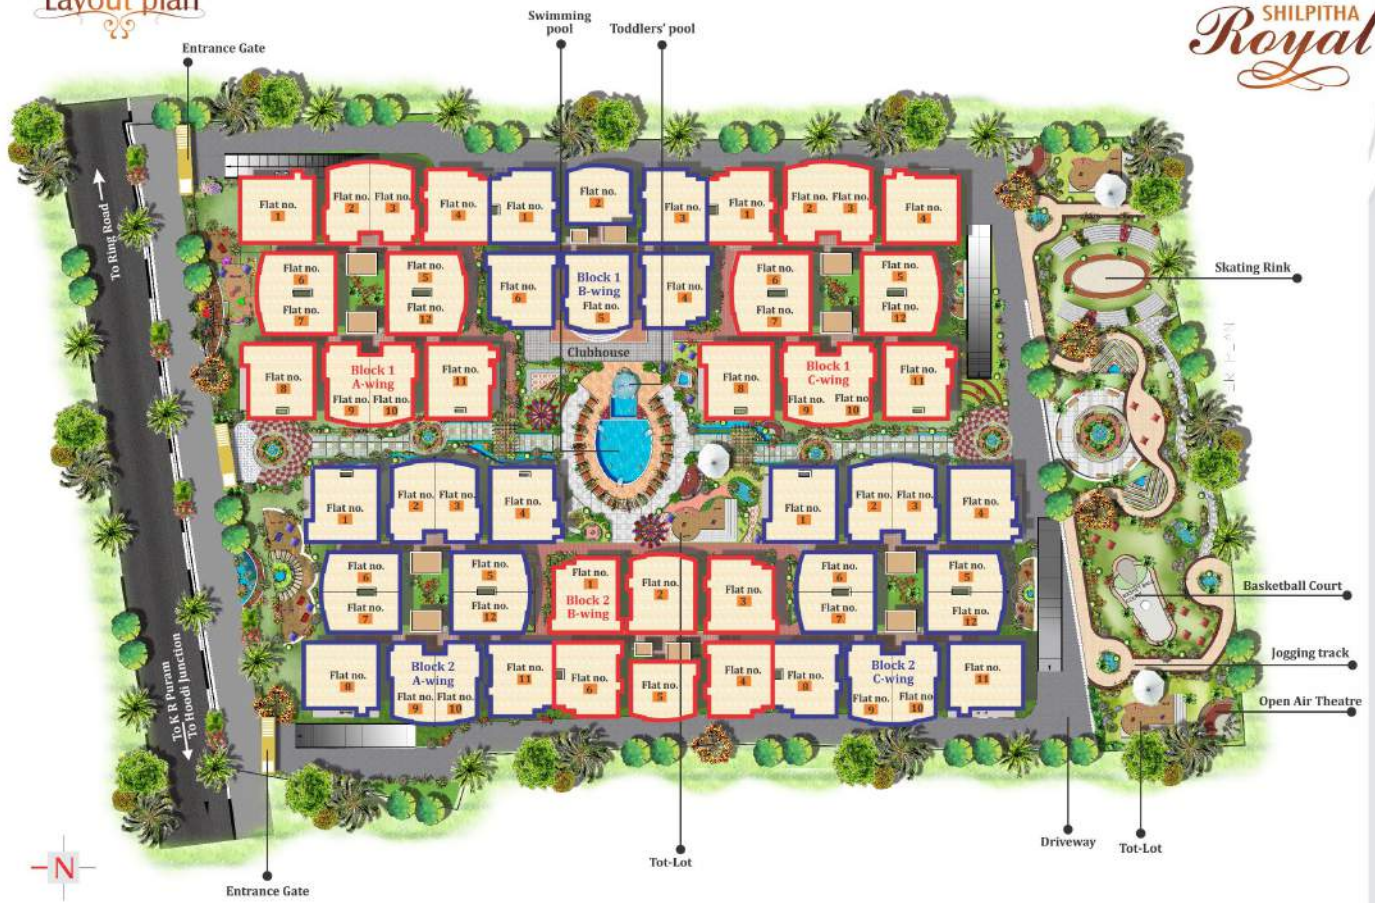 Layout plan
SHILPITHA
Royal
Swimming
pool
Toddlers' pool
Entrance Gate
To Ring Road
Flat no.
1
Flat no. Flat no.
2 3
Flat no.
4
Flat no.
1
Flat no.
2
Flat no.
3
Flat no.
1
Flat no. Flat no.
2 3
Flat no.
4
Flat no.
6
Flat no.
7
Flat no.
5
Flat no.
12
Flat no.
6
Block 1
B-wing
Flat no.
5
Flat no.
4
Flat no.
6
Flat no.
7
Flat no.
5
Flat no.
12
Skating Rink
Clubhouse
Flat no.
8
Block 1
A-wing
Flat no. Flat no.
9 10
Flat no.
11
Flat no.
8
Block 1
C-wing
Flat no. Flat no
9 10
Flat no.
11
Flat no.
1
Flat no. Flat no.
2 3
Flat no.
4
Flat no.
1
Flat no. Flat no.
2 3
Flat no.
4
Flat no.
6
Flat no.
7
Flat no.
5
Flat no.
12
Flat no.
1
Block 2
B-wing
Flat no.
2
Flat no.
3
Flat no.
6
Flat no.
7
Flat no.
5
Flat no.
12
Basketball Court
To K R Puram
To Hoodi Junction
Flat no.
8
Block 2
A-wing
Flat no. Flat no.
9 10
Flat no.
11
Flat no.
6
Flat no.
5
Flat no.
4
Flat no.
8
Block 2
C-wing
Flat no. Flat no
9 10
Flat no.
11
Jogging track
Open Air Theatre
N
Entrance Gate
Tot-Lot
Driveway
Tot-Lot